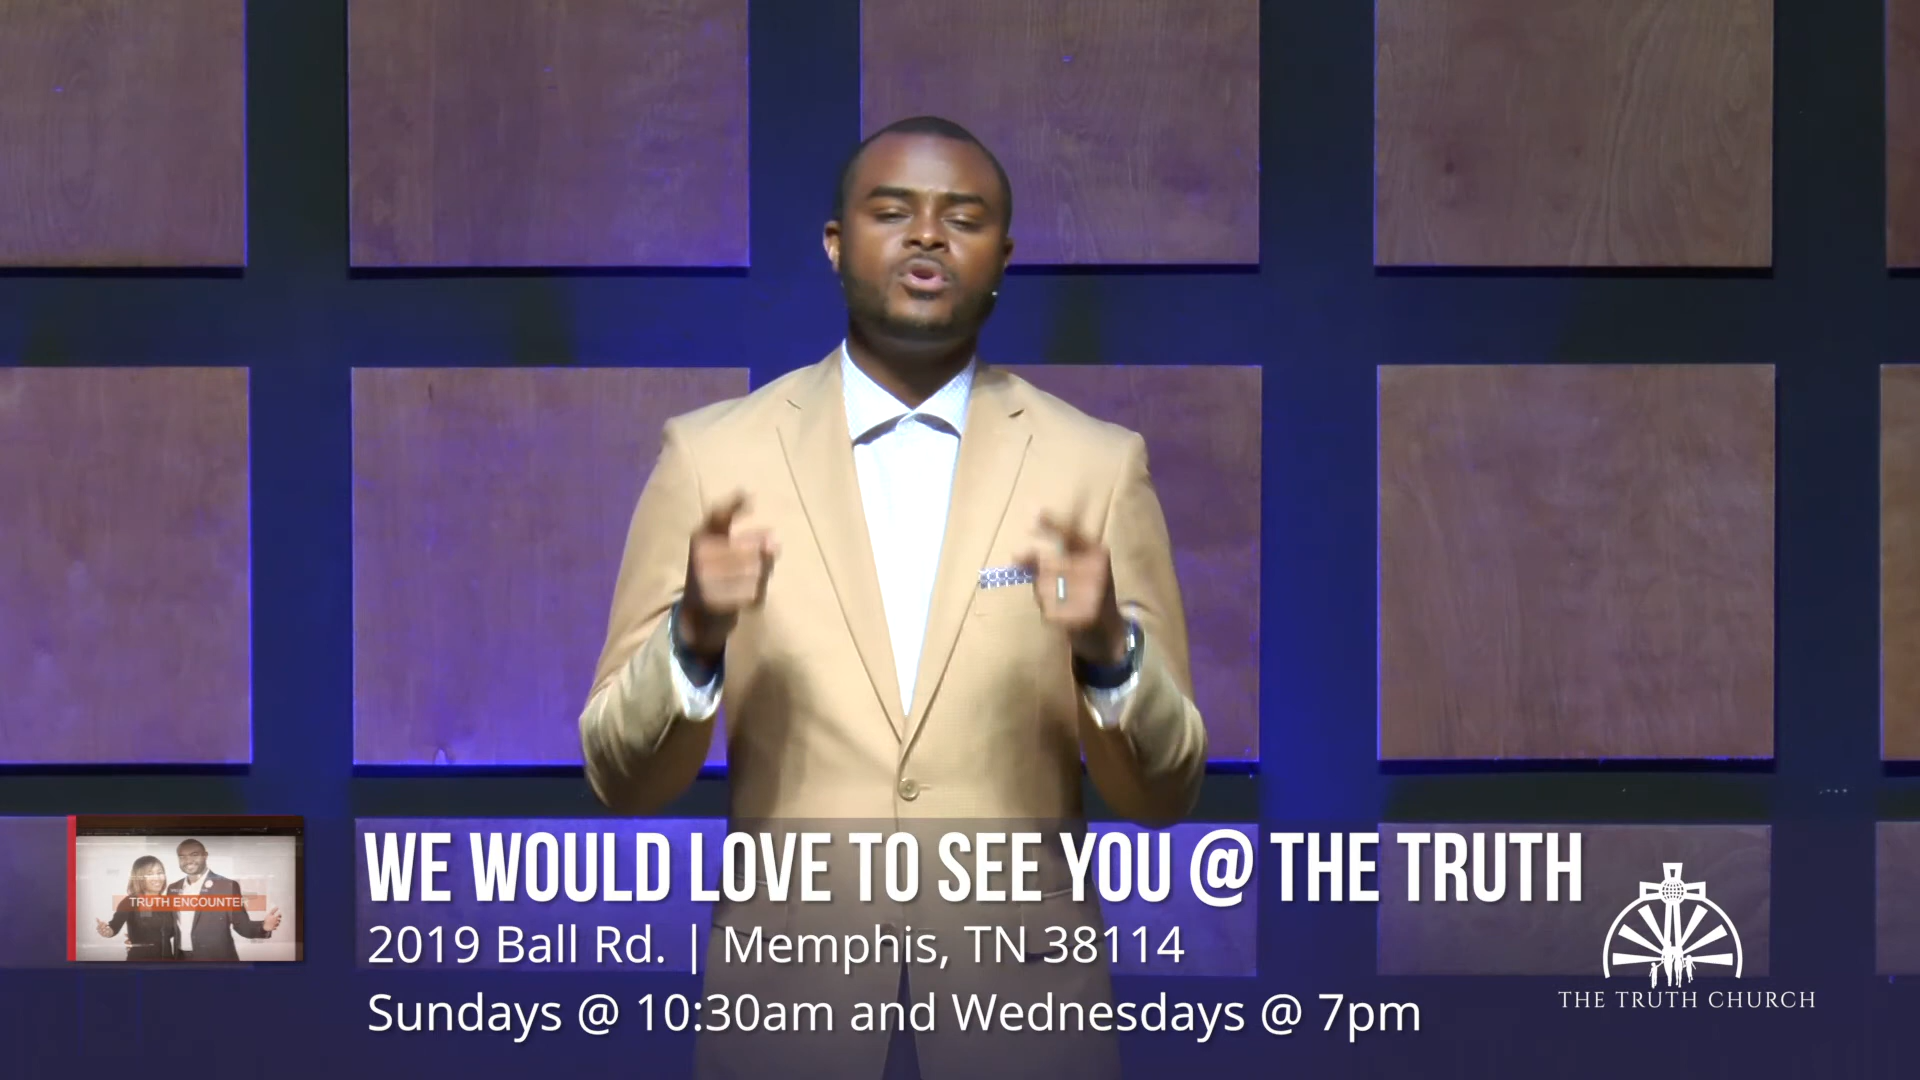 WE WOULD LOVE TO SEE YOU @ THE TRUTH
2019 Ball Rd. | Memphis, TN 38114
Sundays @ 10:30am and Wednesdays @ 7pm
TRUTH ENCOUNTER
THE TRUTH CHURCH